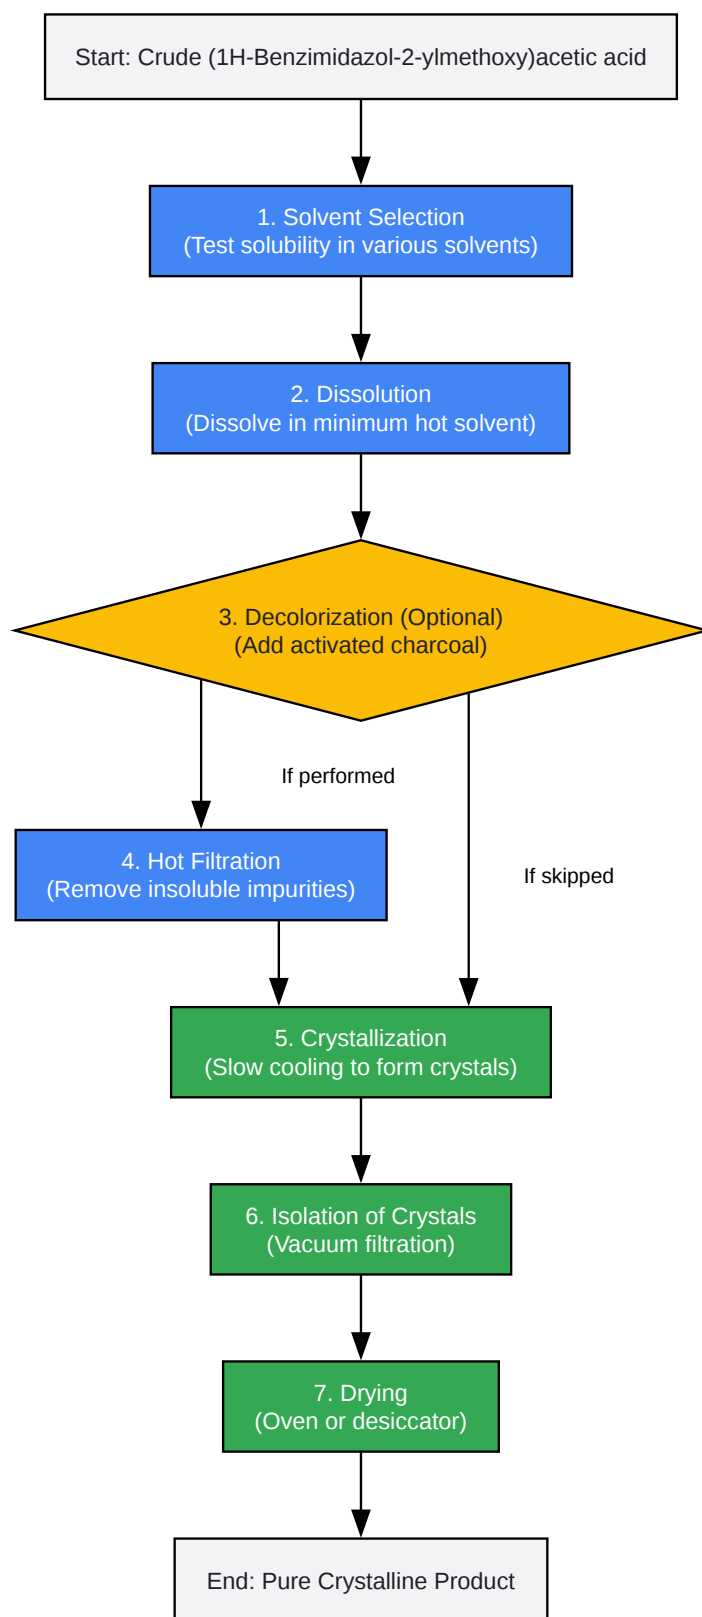 Start: Crude (1H-Benzimidazol-2-ylmethoxy)acetic acid
1. Solvent Selection
(Test solubility in various solvents)
2. Dissolution
(Dissolve in minimum hot solvent)
3. Decolorization (Optional)
(Add activated charcoal)
If performed
4. Hot Filtration
(Remove insoluble impurities)
If skipped
5. Crystallization
(Slow cooling to form crystals)
6. Isolation of Crystals
(Vacuum filtration)
7. Drying
(Oven or desiccator)
End: Pure Crystalline Product